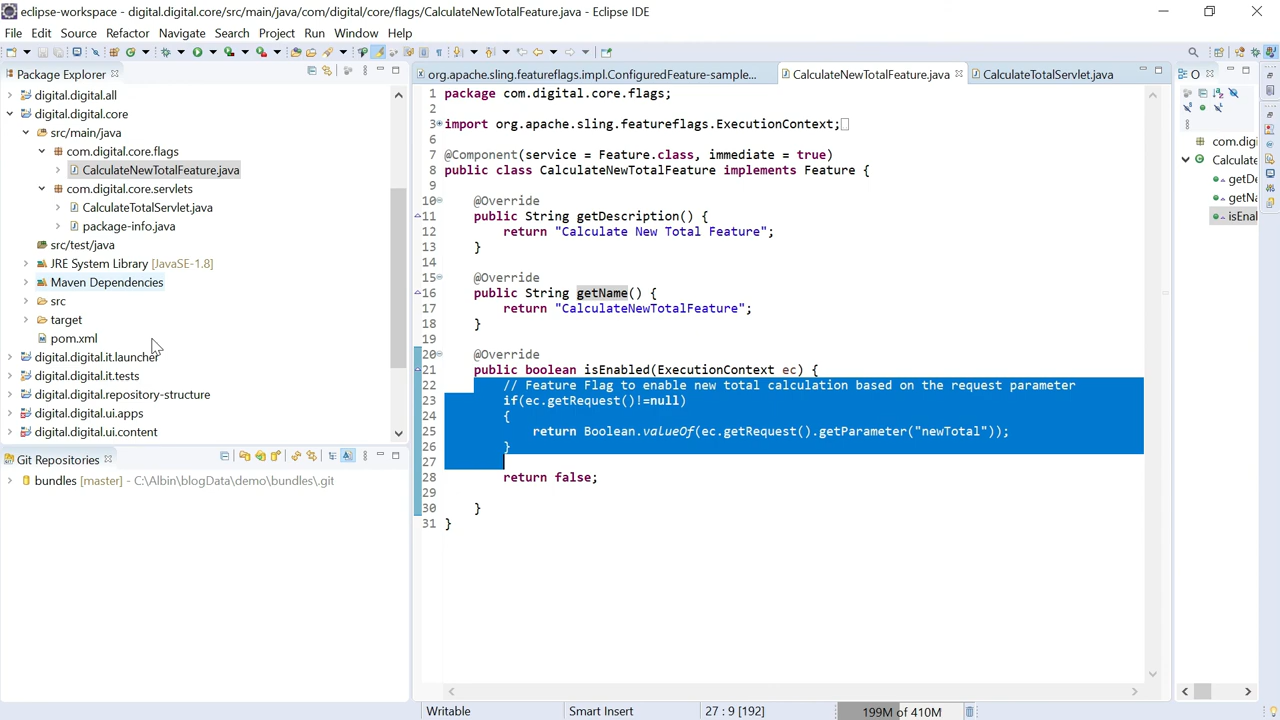 eclipse-workspace - digital.digital.core/src/main/java/com/digital/core/flags/CalculateNewTotalFeature.java - Eclipse IDE
File Edit Source Refactor Navigate Search Project Run Window Help
Package Explorer
digital.digital.all
digital.digital.core
src/main/java
com.digital.core.flags
CalculateNewTotalFeature.java
com.digital.core.servlets
CalculateTotalServlet.java
package-info.java
src/test/java
JRE System Library [JavaSE-1.8]
Maven Dependencies
src
target
pom.xml
digital.digital.it.launcher
digital.digital.it.tests
digital.digital.repository-structure
digital.digital.ui.apps
digital.digital.ui.content
Git Repositories
bundles [master] - C:\Albin\blogData\demo\bundles\.git
org.apache.sling.featureflags.impl.ConfiguredFeature-sample... CalculateNewTotalFeature.java CalculateTotalServlet.java
1 package com.digital.core.flags;
2
3 import org.apache.sling.featureflags.ExecutionContext;
6
7 @Component(service = Feature.class, immediate = true)
8 public class CalculateNewTotalFeature implements Feature {
9
10 @Override
11 public String getDescription() {
12 return "Calculate New Total Feature";
13 }
14
15 @Override
16 public String getName() {
17 return "CalculateNewTotalFeature";
18 }
19
20 @Override
21 public boolean isEnabled(ExecutionContext ec) {
22 // Feature Flag to enable new total calculation based on the request parameter
23 if(ec.getRequest()!=null)
24 {
25 return Boolean.valueOf(ec.getRequest().getParameter("newTotal"));
26 }
27
28 return false;
29
30 }
31 }
O
com.digi
Calculate
getDe
getNa
isEnal
Writable Smart Insert 27 : 9 [192] 199M of 410M